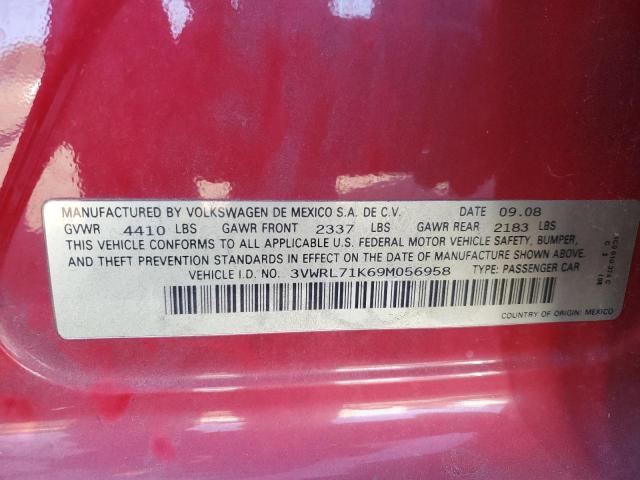 MANUFACTURED BY VOLKSWAGEN DE MEXICO S.A. DE C.V. DATE 09.08
GVWR 4410 LBS GAWR FRONT 2337 LBS GAWR REAR 2183 LBS
THIS VEHICLE CONFORMS TO ALL APPLICABLE U.S. FEDERAL MOTOR VEHICLE SAFETY, BUMPER,
AND THEFT PREVENTION STANDARDS IN EFFECT ON THE DATE OF MANUFACTURE SHOWN ABOVE.
VEHICLE I.D. NO. 3VWRL71K69M056958 TYPE: PASSENGER CAR
COUNTRY OF ORIGIN: MEXICO